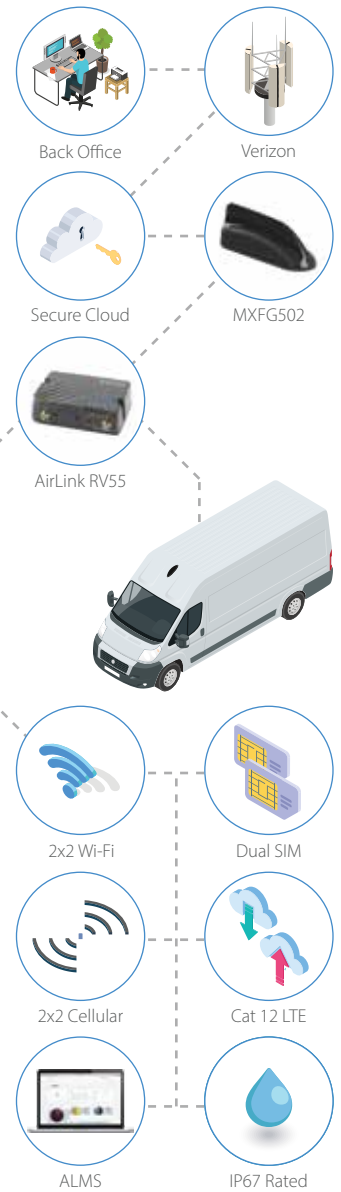 Back Office
Verizon
Secure Cloud
MXFG502
AirLink RV55
2x2 Wi-Fi
Dual SIM
2x2 Cellular
Cat 12 LTE
ALMS
IP67 Rated